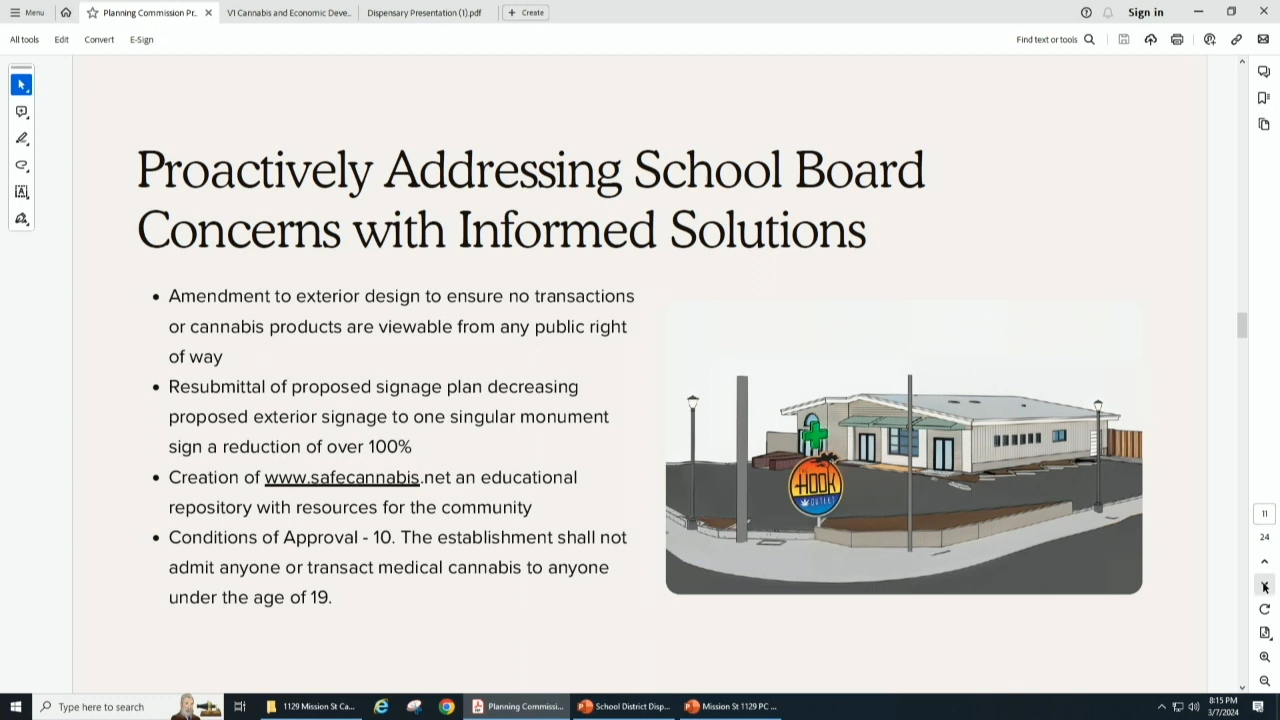 Menu
Planning Commission Pr...
VI Cannabis and Economic Deve...
Dispensary Presentation (1).pdf
+ Create
Sign in
All tools
Edit
Convert
E-Sign
Find text or tools
Proactively Addressing School Board
Concerns with Informed Solutions
• Amendment to exterior design to ensure no transactions
or cannabis products are viewable from any public right
of way
• Resubmittal of proposed signage plan decreasing
proposed exterior signage to one singular monument
sign a reduction of over 100%
• Creation of www.safecannabis.net an educational
repository with resources for the community
• Conditions of Approval - 10. The establishment shall not
admit anyone or transact medical cannabis to anyone
under the age of 19.
HOOK
OUTLET
11
24
Type here to search
1129 Mission St Ca...
Planning Commissi...
School District Disp...
Mission St 1129 PC ...
8:15 PM
3/7/2024